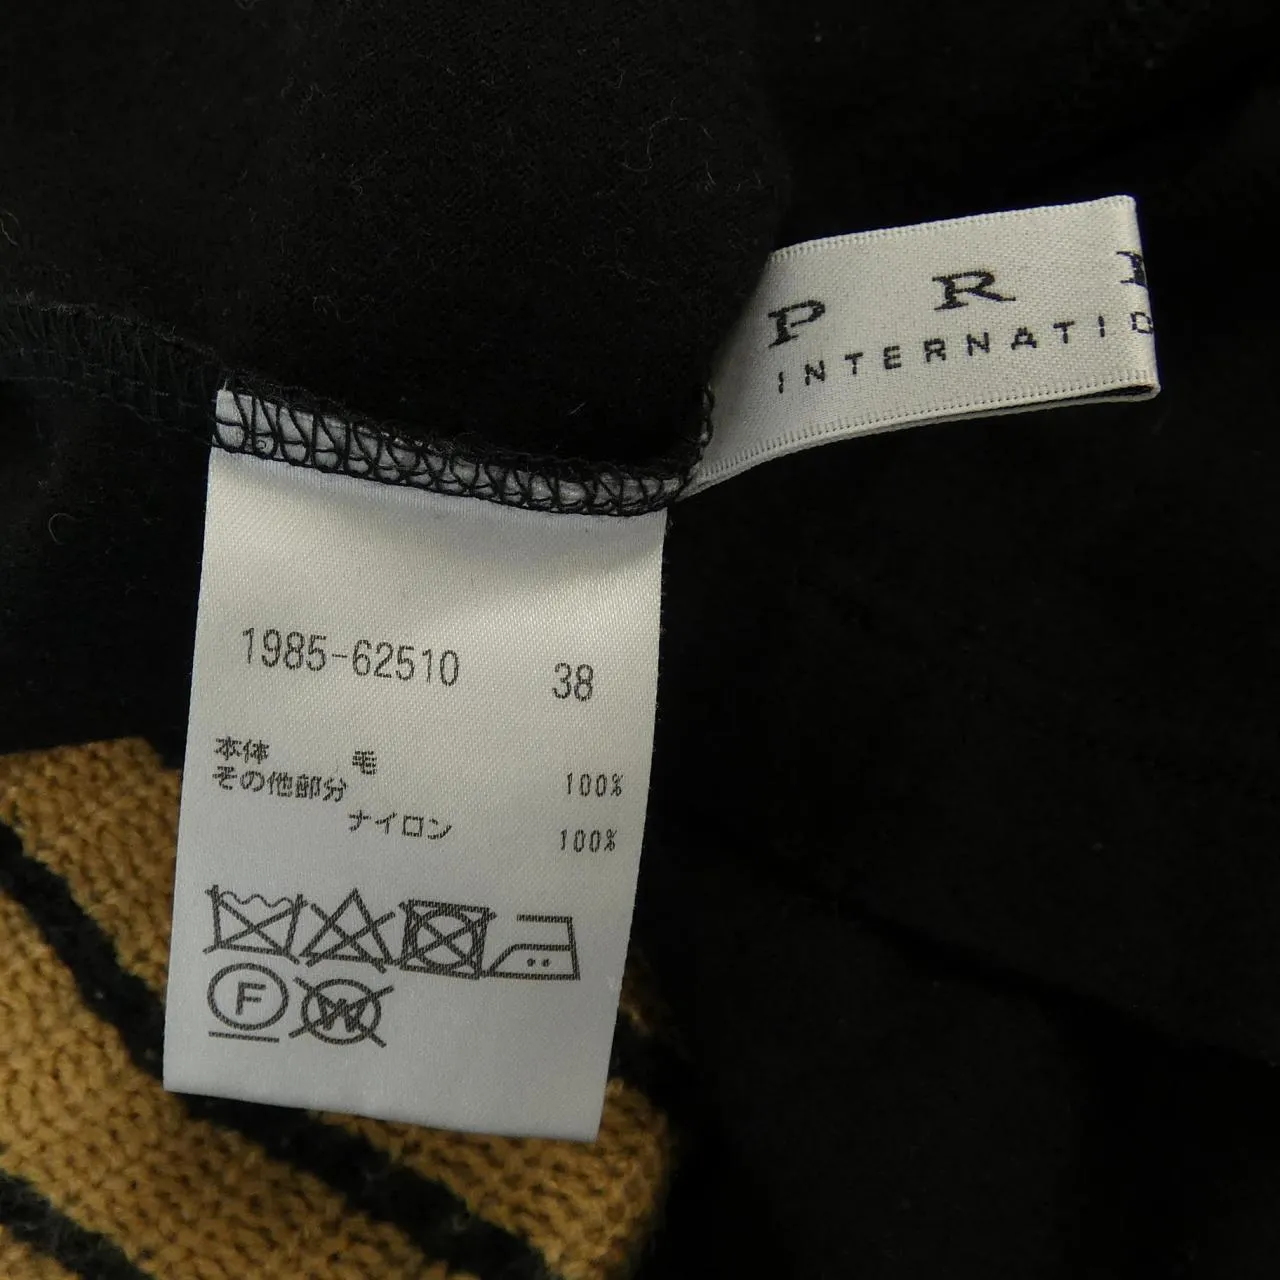 P R
INTERNATIO
1985-62510 38
本体 毛 100%
その他部分
ナイロン 100%
F
W